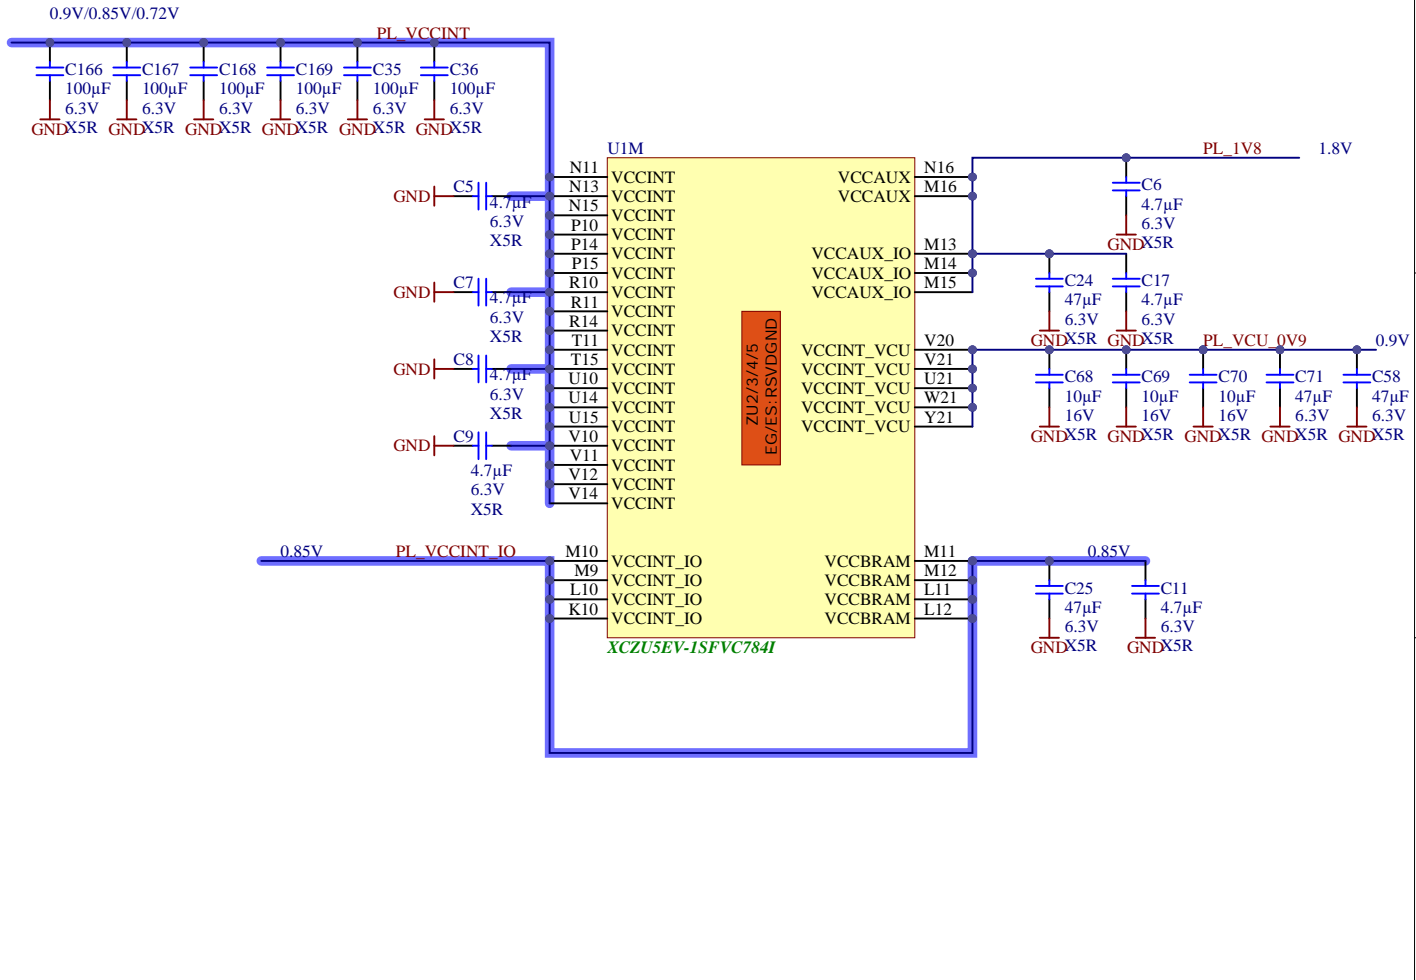 0.9V/0.85V/0.72V
PL_VCCINT
C166
100µF
6.3V
X5R
GND
C167
100µF
6.3V
X5R
GND
C168
100µF
6.3V
X5R
GND
C169
100µF
6.3V
X5R
GND
C35
100µF
6.3V
X5R
GND
C36
100µF
6.3V
X5R
GND
GND
C5
4.7µF
6.3V
X5R
GND
C7
4.7µF
6.3V
X5R
GND
C8
4.7µF
6.3V
X5R
GND
C9
4.7µF
6.3V
X5R
U1M
N11 VCCINT
N13 VCCINT
N15 VCCINT
P10 VCCINT
P14 VCCINT
P15 VCCINT
R10 VCCINT
R11 VCCINT
R14 VCCINT
T11 VCCINT
T15 VCCINT
U10 VCCINT
U14 VCCINT
U15 VCCINT
V10 VCCINT
V11 VCCINT
V12 VCCINT
V14 VCCINT
0.85V
PL_VCCINT_IO
M10 VCCINT_IO
M9 VCCINT_IO
L10 VCCINT_IO
K10 VCCINT_IO
ZU2/3/4/5
EG/ES:RSVDGND
VCCAUX N16
VCCAUX M16
VCCAUX_IO M13
VCCAUX_IO M14
VCCAUX_IO M15
VCCINT_VCU V20
VCCINT_VCU V21
VCCINT_VCU U21
VCCINT_VCU W21
VCCINT_VCU Y21
VCCBRAM M11
VCCBRAM M12
VCCBRAM L11
VCCBRAM L12
XCZU5EV-1SFVC784I
PL_1V8
1.8V
C6
4.7µF
6.3V
X5R
GND
C24
47µF
6.3V
X5R
GND
C17
4.7µF
6.3V
X5R
GND
PL_VCU_0V9
0.9V
C68
10µF
16V
X5R
GND
C69
10µF
16V
X5R
GND
C70
10µF
16V
X5R
GND
C71
47µF
6.3V
X5R
GND
C58
47µF
6.3V
X5R
GND
0.85V
C25
47µF
6.3V
X5R
GND
C11
4.7µF
6.3V
X5R
GND